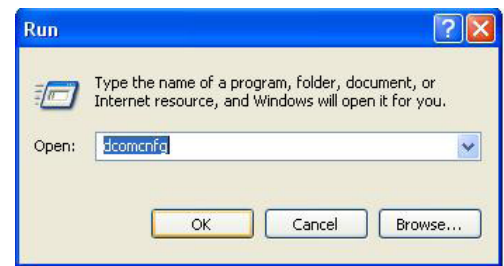 Run
Type the name of a program, folder, document, or
Internet resource, and Windows will open it for you.
Open: dcomcnfg
OK Cancel Browse...